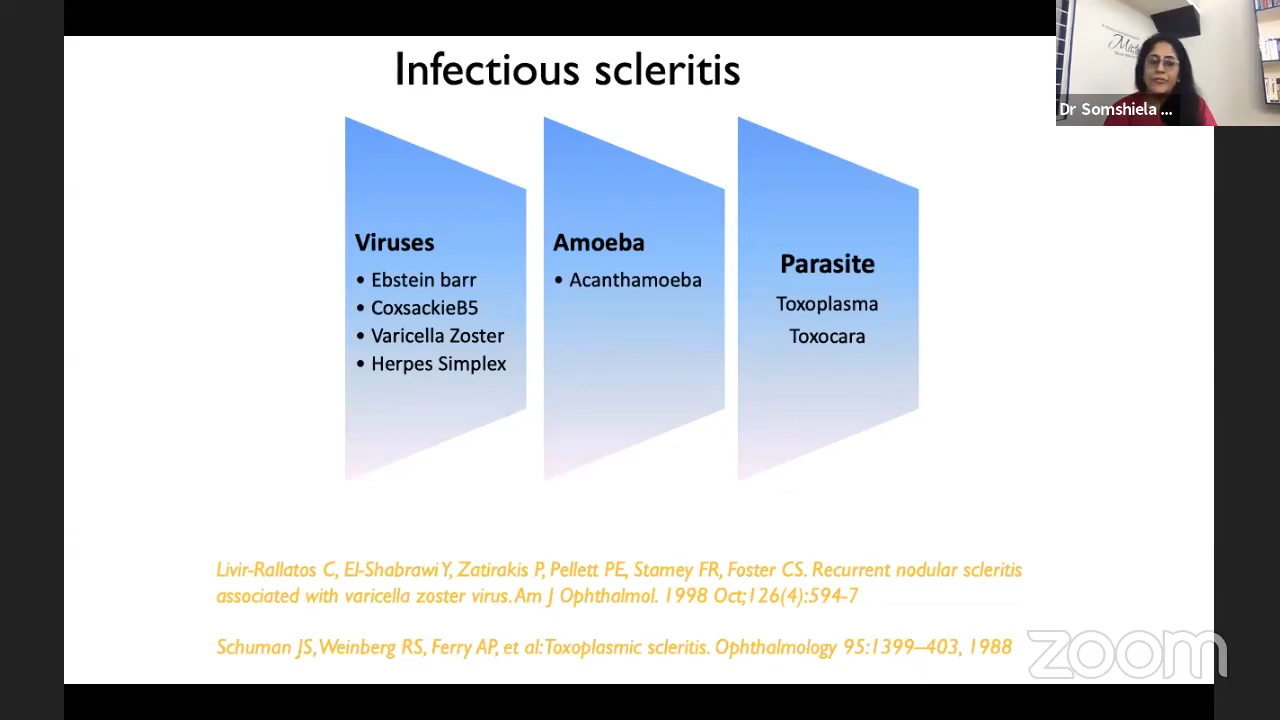 Infectious scleritis
Dr Somshiela ...
Viruses
• Ebstein barr
• CoxsackieB5
• Varicella Zoster
• Herpes Simplex
Amoeba
• Acanthamoeba
Parasite
Toxoplasma
Toxocara
Livir-Rallatos C, El-Shabrawi Y, Zatirakis P, Pellett PE, Stamey FR, Foster CS. Recurrent nodular scleritis
associated with varicella zoster virus. Am J Ophthalmol. 1998 Oct;126(4):594-7
Schuman JS, Weinberg RS, Ferry AP, et al: Toxoplasmic scleritis. Ophthalmology 95:1399–403, 1988
zoom